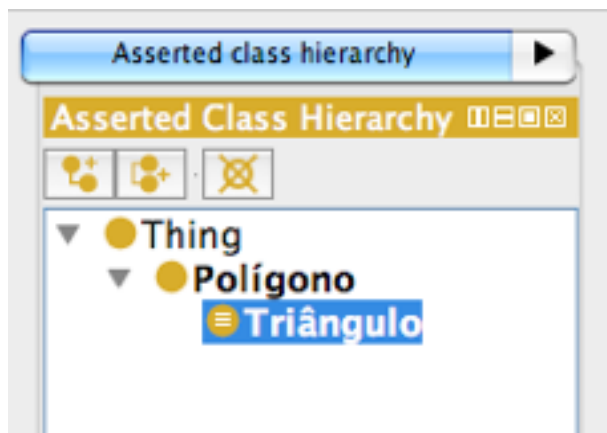 Asserted class hierarchy
Asserted Class Hierarchy
Thing
Polígono
Triângulo